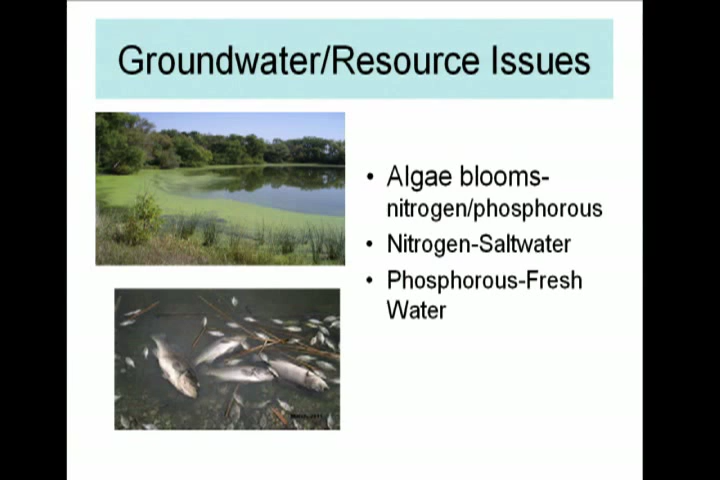 Groundwater/Resource Issues
• Algae blooms-
nitrogen/phosphorous
• Nitrogen-Saltwater
• Phosphorous-Fresh
Water